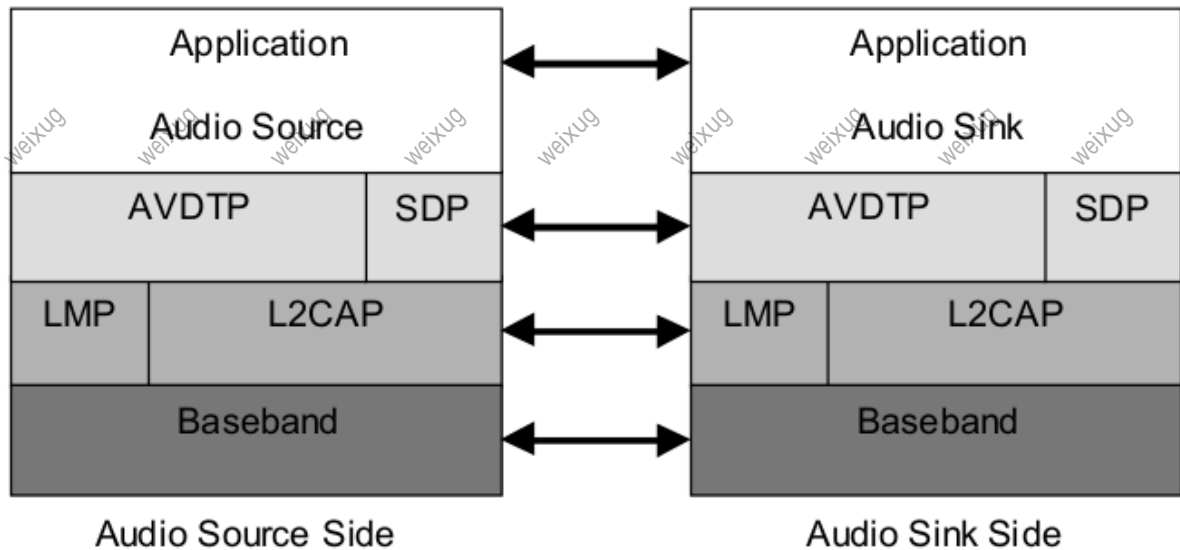 Application
Audio Source
AVDTP
SDP
LMP
L2CAP
Baseband
Audio Source Side
Application
Audio Sink
AVDTP
SDP
LMP
L2CAP
Baseband
Audio Sink Side
weixug
weixug
weixug
weixug
weixug
weixug
weixug
weixug
weixug